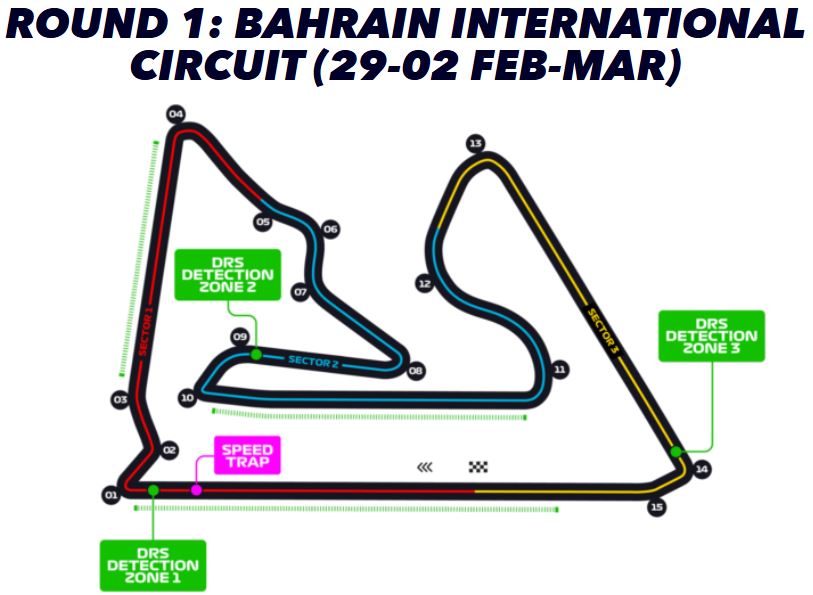 ROUND 1: BAHRAIN INTERNATIONAL
CIRCUIT (29-02 FEB-MAR)
04
13
05
06
DRS
DETECTION
ZONE 2
12
07
SECTOR 1
SECTOR 3
DRS
DETECTION
ZONE 3
09
SECTOR 2
08
11
10
03
02
SPEED
TRAP
14
01
15
DRS
DETECTION
ZONE 1